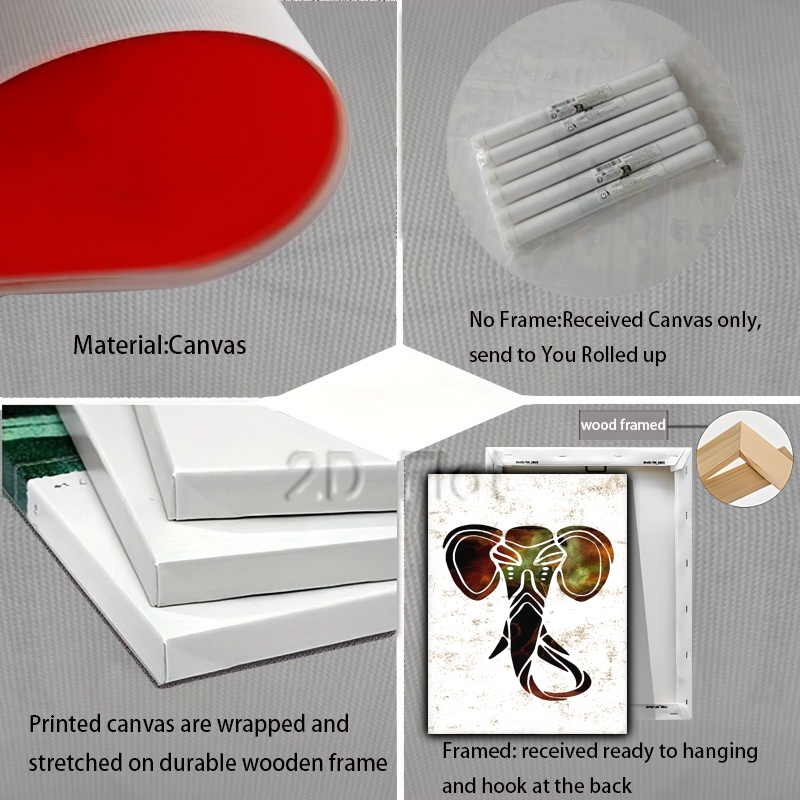 Material:Canvas
No Frame:Received Canvas only,
send to You Rolled up
2D
wood framed
Printed canvas are wrapped and
stretched on durable wooden frame
Framed: received ready to hanging
and hook at the back